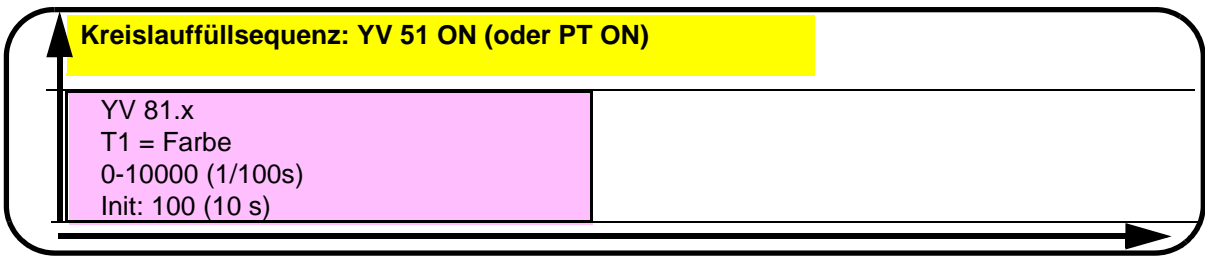 Kreislauffüllsequenz: YV 51 ON (oder PT ON)
YV 81.x
T1 = Farbe
0-10000 (1/100s)
Init: 100 (10 s)